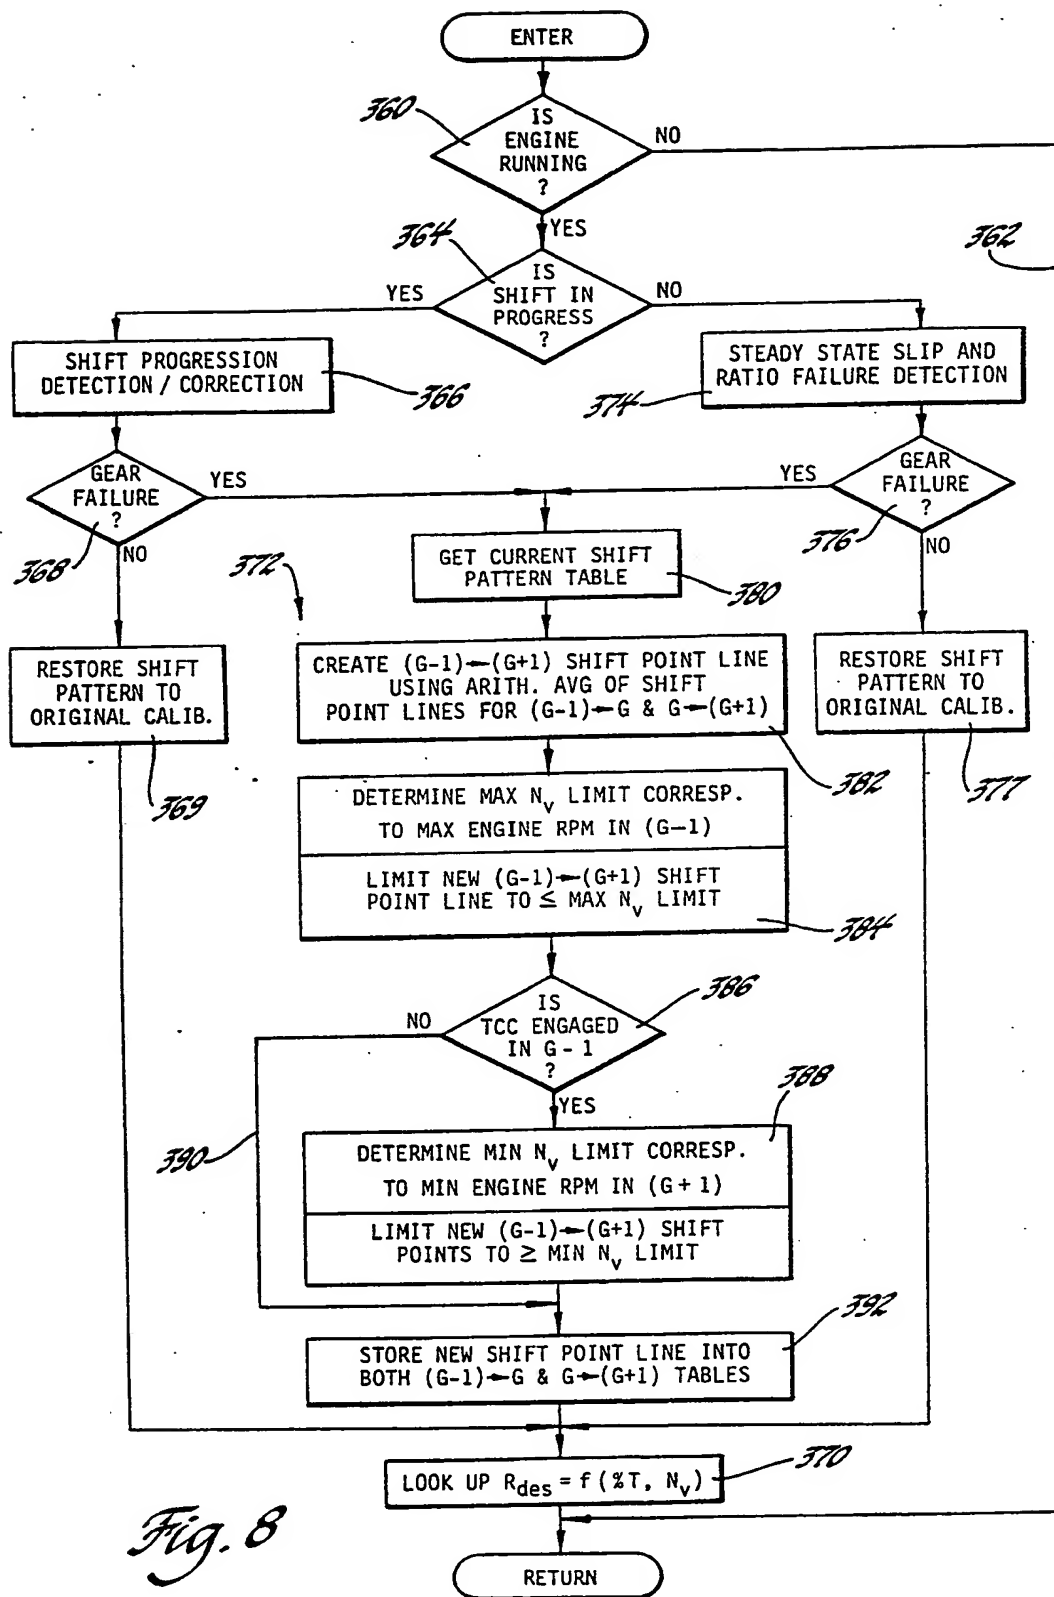 ENTER
360
IS
ENGINE
RUNNING
?
NO
YES
362
364
IS
SHIFT IN
PROGRESS
?
YES
NO
SHIFT PROGRESSION
DETECTION / CORRECTION
366
STEADY STATE SLIP AND
RATIO FAILURE DETECTION
374
GEAR
FAILURE
?
YES
NO
368
GEAR
FAILURE
?
YES
NO
376
372
GET CURRENT SHIFT
PATTERN TABLE
380
RESTORE SHIFT
PATTERN TO
ORIGINAL CALIB.
369
CREATE (G-1)→(G+1) SHIFT POINT LINE
USING ARITH. AVG OF SHIFT
POINT LINES FOR (G-1)→G & G→(G+1)
382
RESTORE SHIFT
PATTERN TO
ORIGINAL CALIB.
377
DETERMINE MAX Nv LIMIT CORRESP.
TO MAX ENGINE RPM IN (G-1)
LIMIT NEW (G-1)→(G+1) SHIFT
POINT LINE TO ≤ MAX Nv LIMIT
384
IS
TCC ENGAGED
IN G-1
?
386
NO
YES
388
390
DETERMINE MIN Nv LIMIT CORRESP.
TO MIN ENGINE RPM IN (G+1)
LIMIT NEW (G-1)→(G+1) SHIFT
POINTS TO ≥ MIN Nv LIMIT
392
STORE NEW SHIFT POINT LINE INTO
BOTH (G-1)→G & G→(G+1) TABLES
LOOK UP Rdes = f (%T, Nv)
370
Fig. 8
RETURN